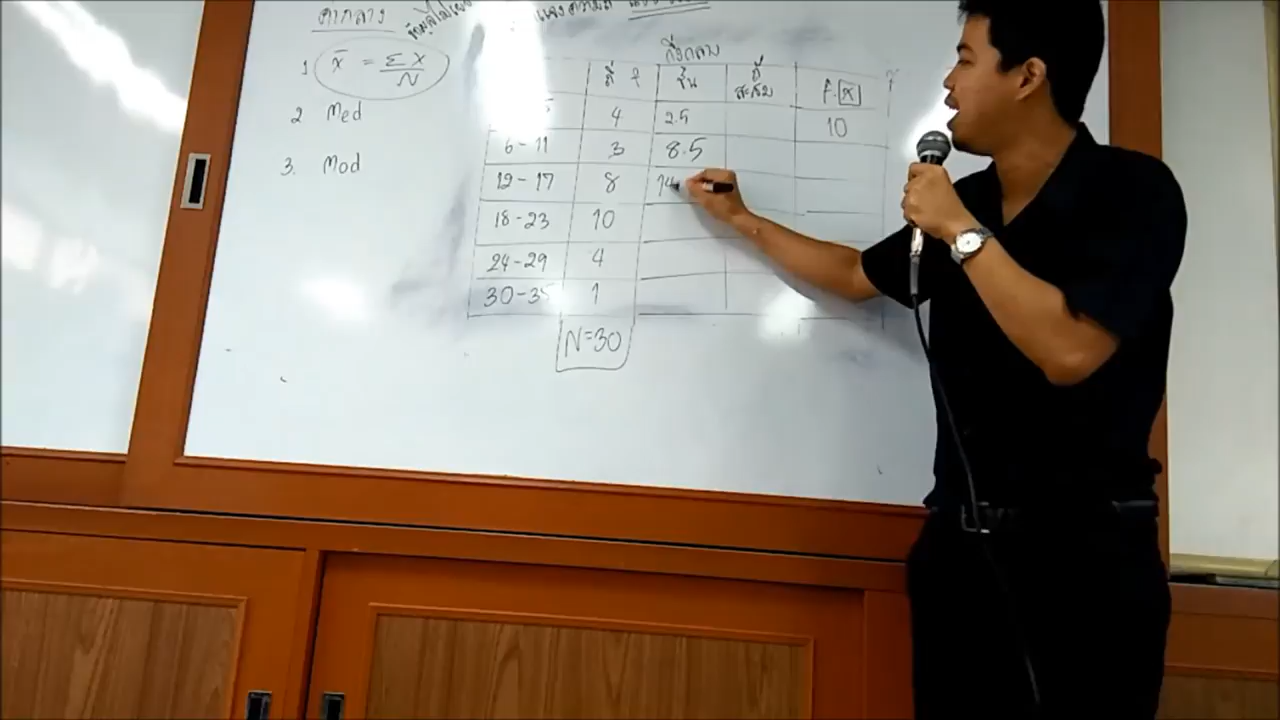 ค่ากลาง
1 x̄ = Σx/N
2 Med
3. Mod
กึ่งกลาง
ถี่ f ชั้น ถี่สะสม f·x
4 2.5 10
6-11 3 8.5
12-17 8 14
18-23 10
24-29 4
30-35 1
N=30